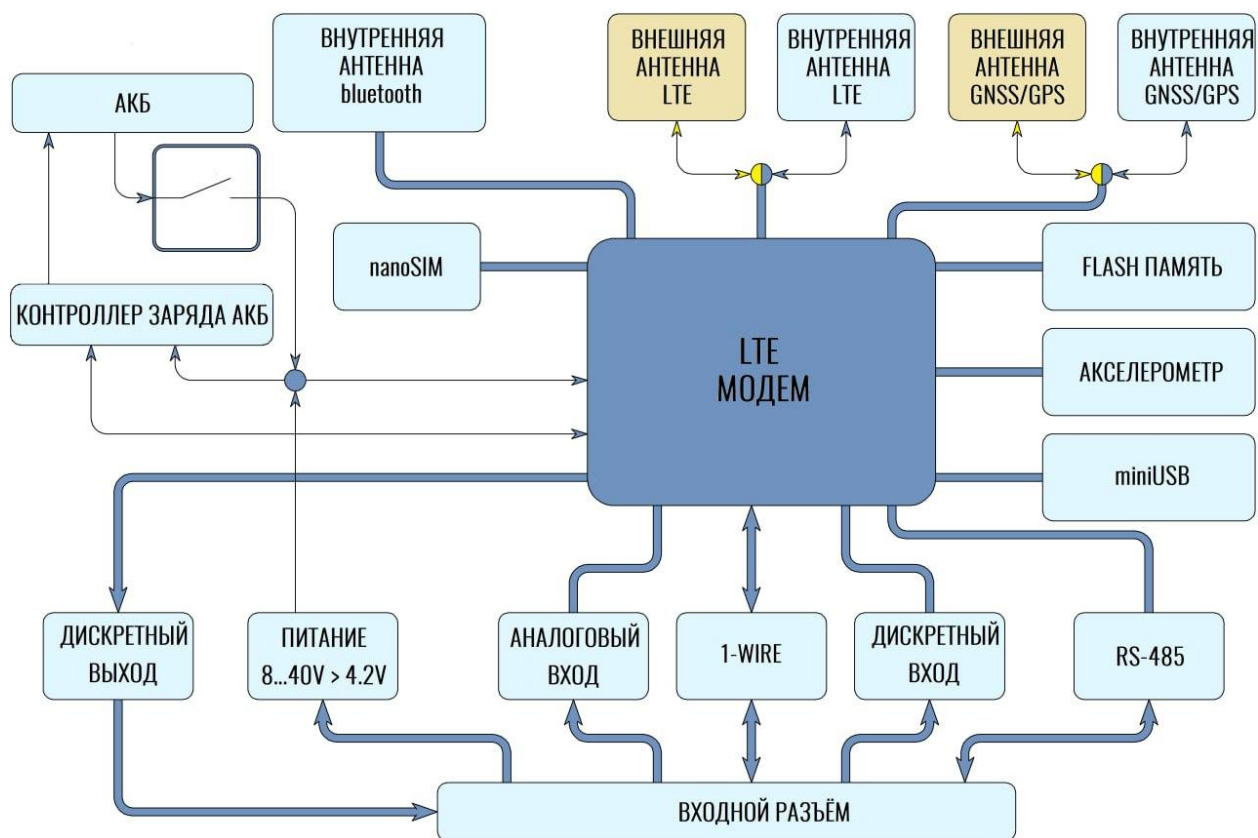 ВНУТРЕННЯЯ
АНТЕННА
bluetooth
ВНЕШНЯЯ
АНТЕННА
LTE
ВНУТРЕННЯЯ
АНТЕННА
LTE
ВНЕШНЯЯ
АНТЕННА
GNSS/GPS
ВНУТРЕННЯЯ
АНТЕННА
GNSS/GPS
АКБ
nanoSIM
FLASH ПАМЯТЬ
КОНТРОЛЛЕР ЗАРЯДА АКБ
LTE
МОДЕМ
АКСЕЛЕРОМЕТР
miniUSB
ДИСКРЕТНЫЙ
ВЫХОД
ПИТАНИЕ
8...40V > 4.2V
АНАЛОГОВЫЙ
ВХОД
1-WIRE
ДИСКРЕТНЫЙ
ВХОД
RS-485
ВХОДНОЙ РАЗЪЁМ